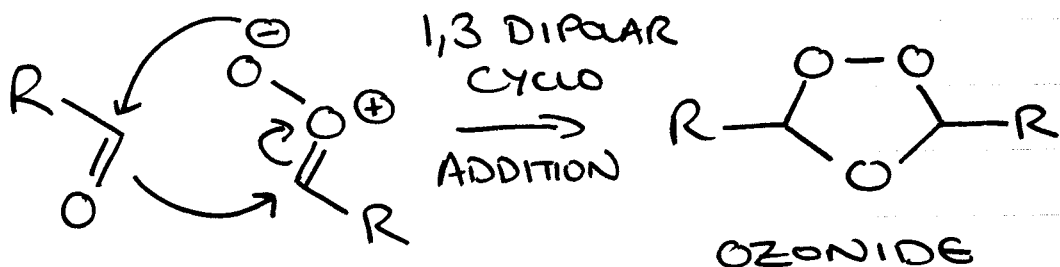 1,3 DIPOLAR
CYCLO
ADDITION
R
O
O
⊖
O
⊕
R
R
O – O
O
R
OZONIDE